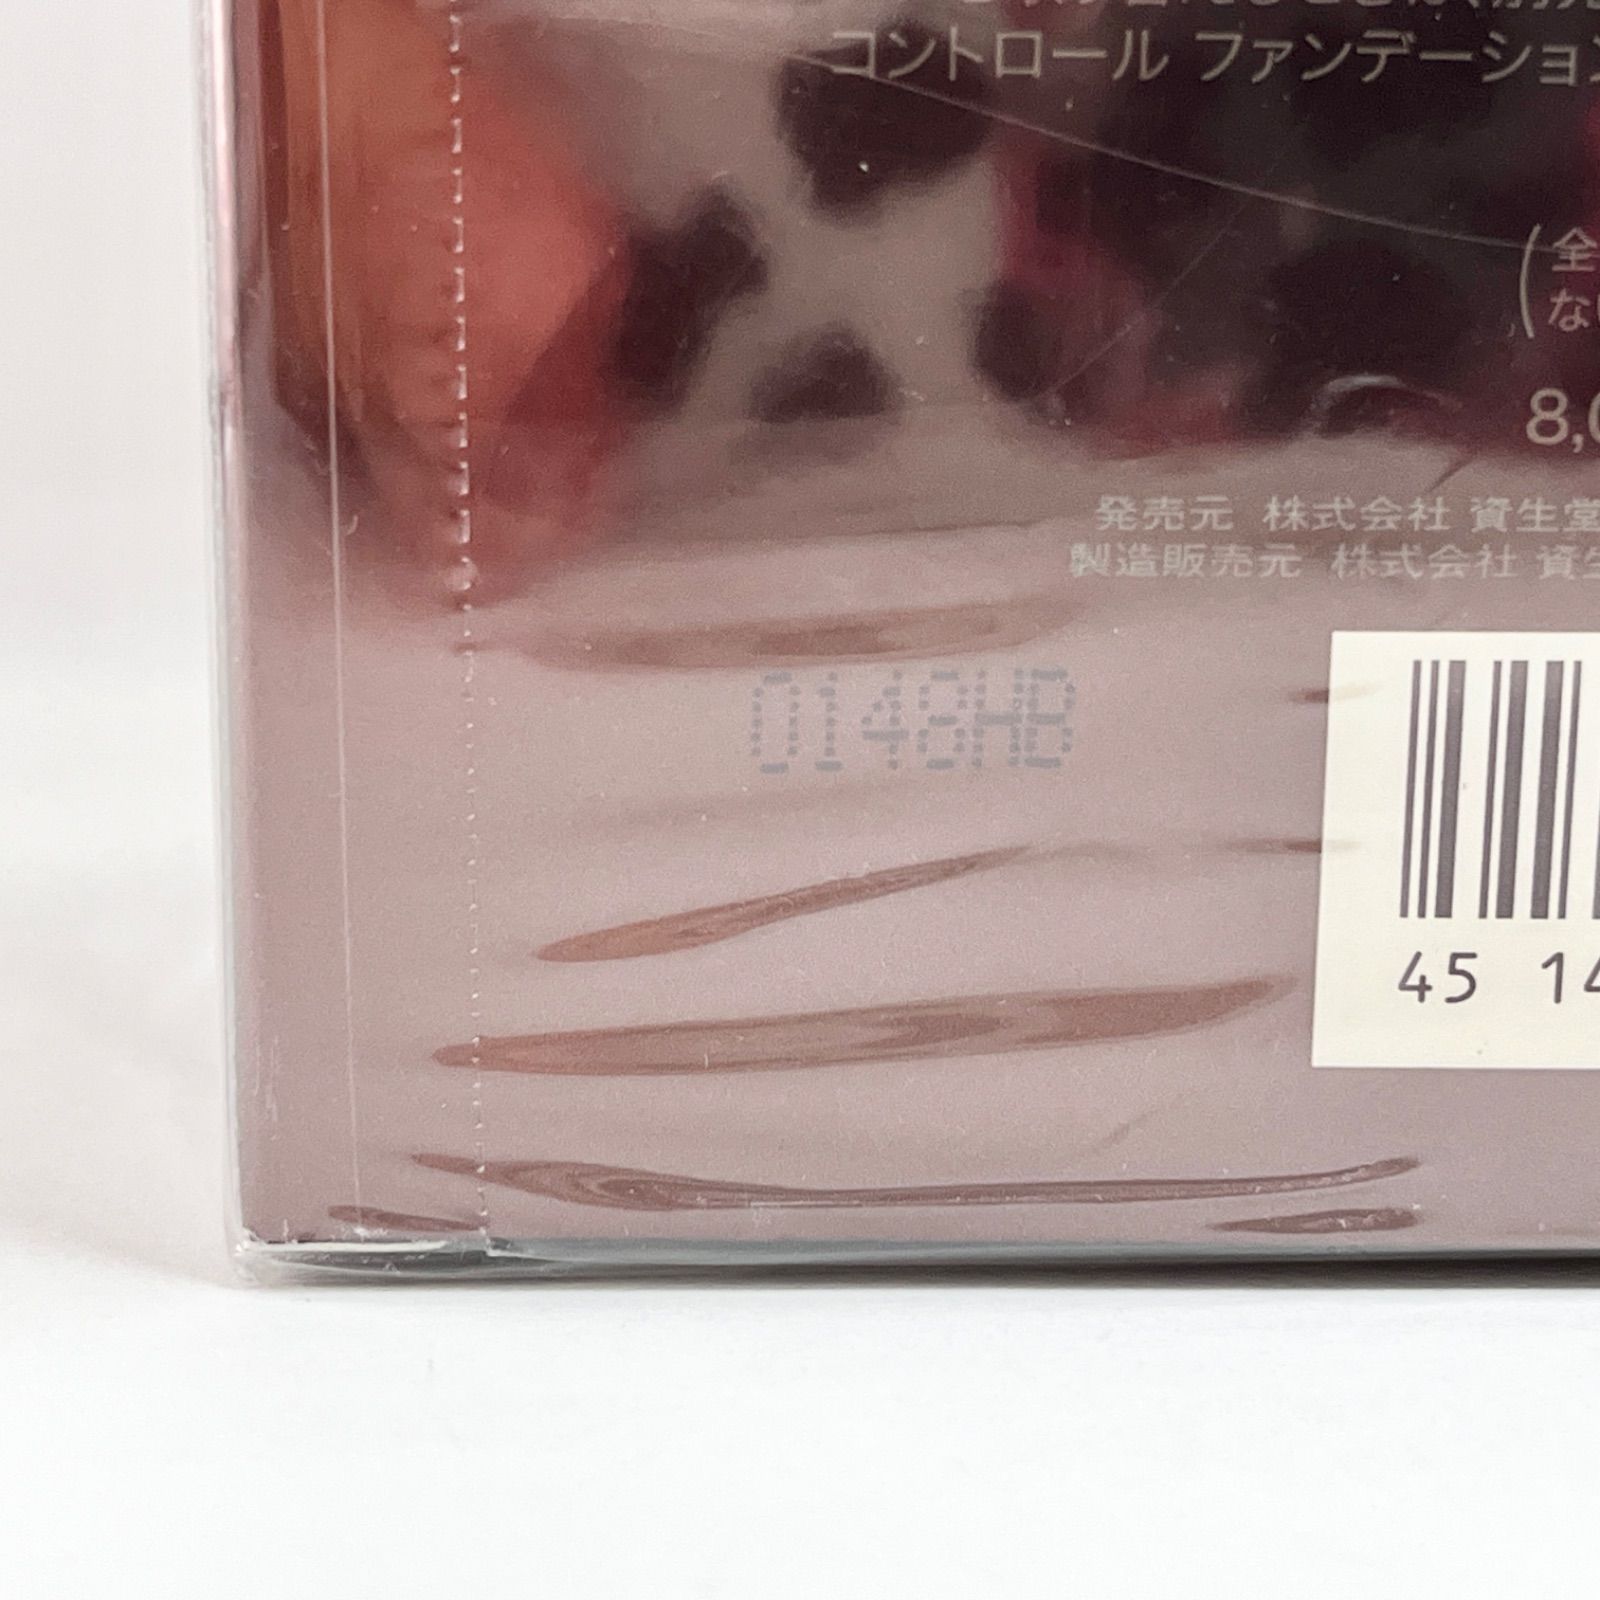 コントロール ファンデーション
(全
な
8,0
発売元 株式会社 資生堂
製造販売元 株式会社 資生
0148HB
45 14